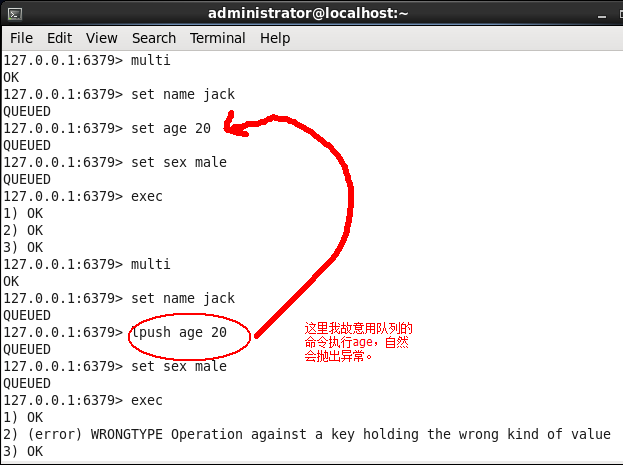 administrator@localhost:~
File Edit View Search Terminal Help
127.0.0.1:6379> multi
OK
127.0.0.1:6379> set name jack
QUEUED
127.0.0.1:6379> set age 20
QUEUED
127.0.0.1:6379> set sex male
QUEUED
127.0.0.1:6379> exec
1) OK
2) OK
3) OK
127.0.0.1:6379> multi
OK
127.0.0.1:6379> set name jack
QUEUED
127.0.0.1:6379> lpush age 20
QUEUED
127.0.0.1:6379> set sex male
QUEUED
127.0.0.1:6379> exec
1) OK
2) (error) WRONGTYPE Operation against a key holding the wrong kind of value
3) OK
这里我故意用队列的
命令执行age，自然
会抛出异常。